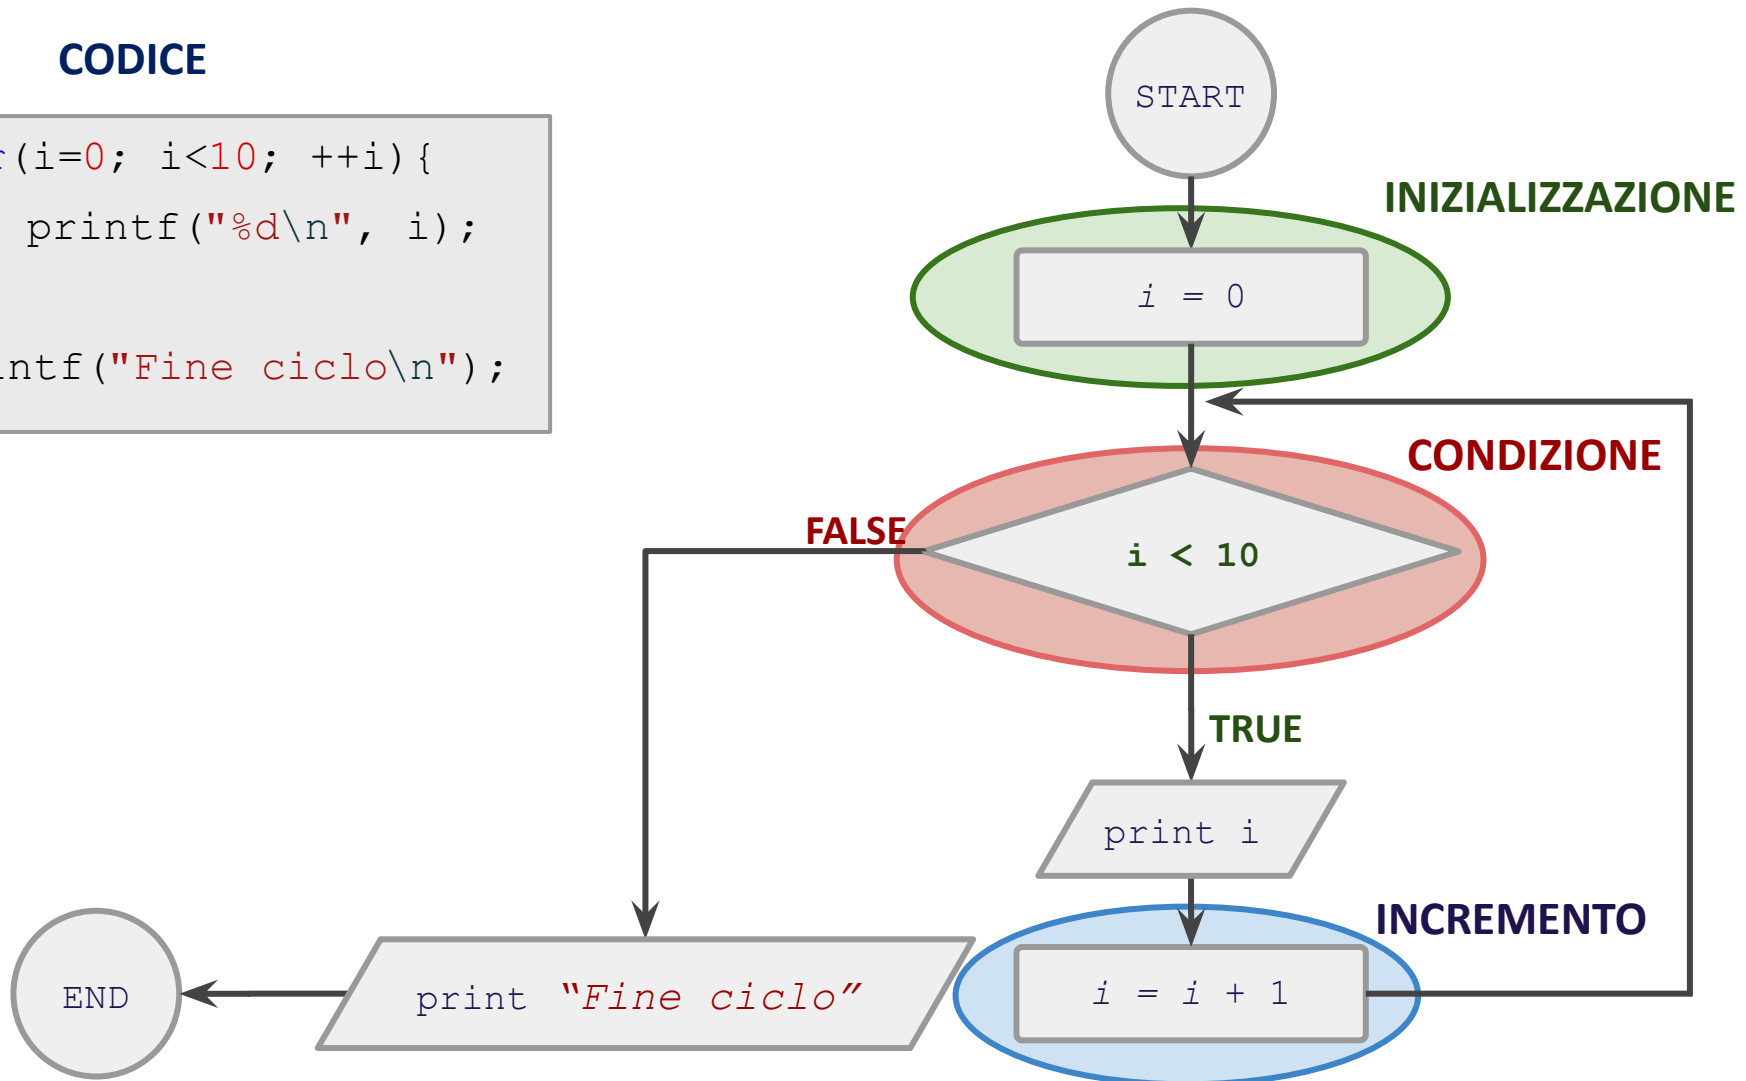 CODICE
r(i=0; i<10; ++i){
printf("%d\n", i);
intf("Fine ciclo\n");
START
INIZIALIZZAZIONE
i = 0
CONDIZIONE
FALSE
i < 10
TRUE
print i
INCREMENTO
i = i + 1
print “Fine ciclo”
END